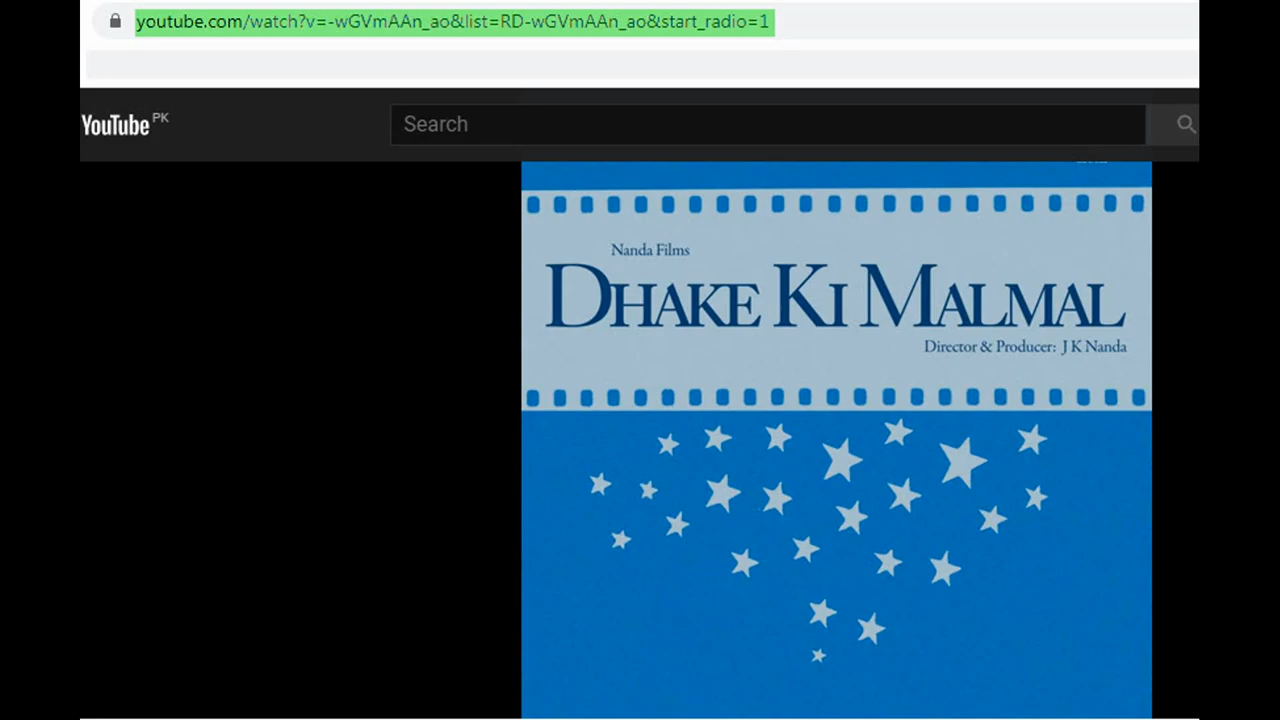 youtube.com/watch?v=-wGVmAAn_ao&list=RD-wGVmAAn_ao&start_radio=1
YouTube PK
Search
Nanda Films
DHAKE KI MALMAL
Director & Producer: J K Nanda